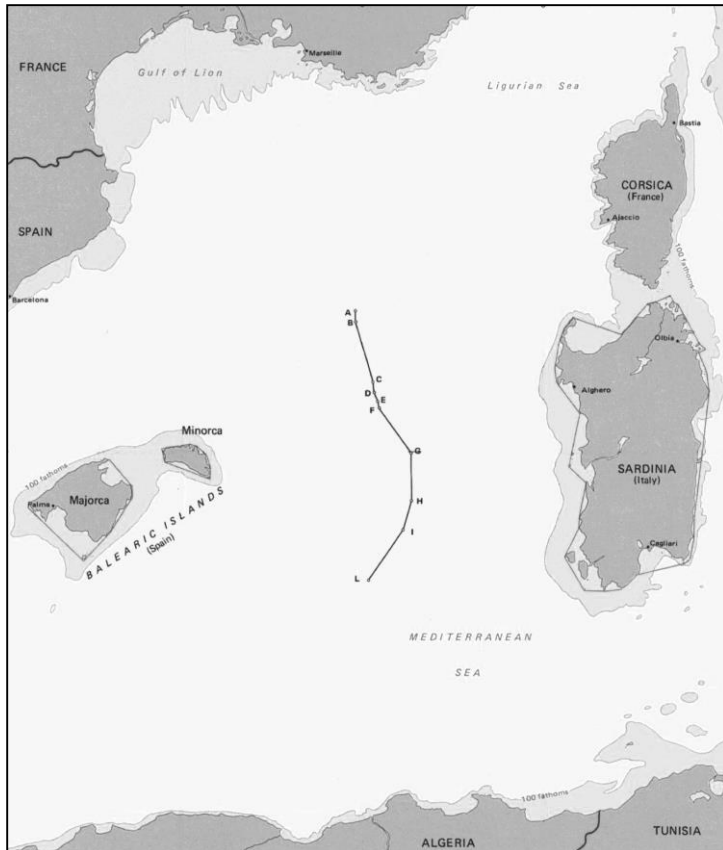 Marseille
FRANCE
Gulf of Lion
Ligurian Sea
Bastia
CORSICA
(France)
Ajaccio
SPAIN
100 fathoms
Barcelona
A
B
Olbia
C
D
E
F
Alghero
Minorca
G
100 fathoms
SARDINIA
(Italy)
Majorca
Palma
H
BALEARIC ISLANDS
(Spain)
I
Cagliari
L
MEDITERRANEAN
SEA
100 fathoms
TUNISIA
ALGERIA